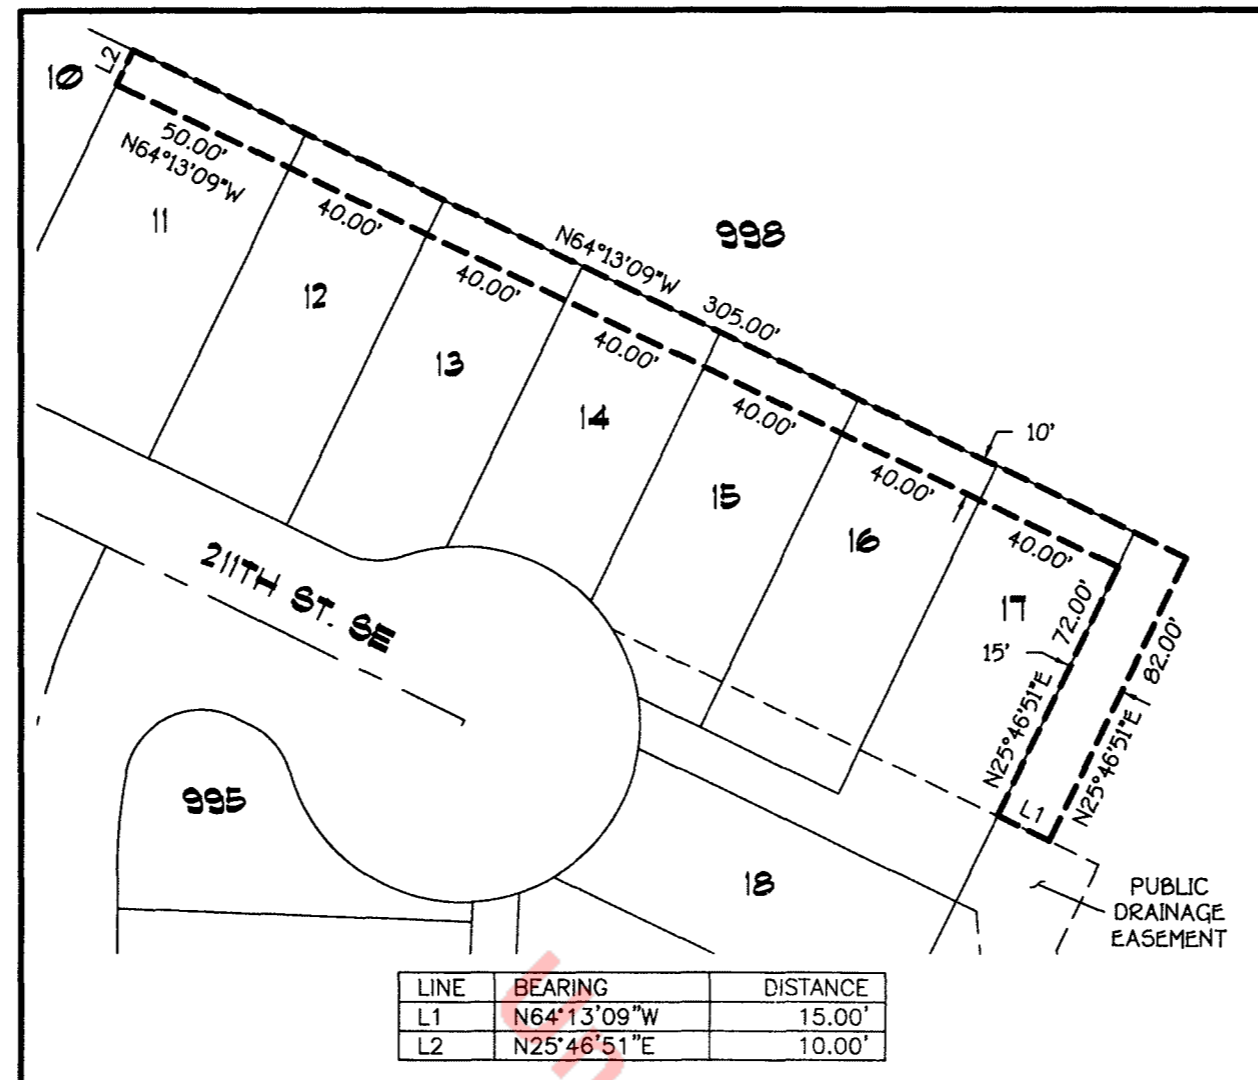 10
L2
50.00'
N64°13'09"W
11
40.00'
12
40.00'
13
N64°13'09"W
998
305.00'
40.00'
14
40.00'
15
10'
40.00'
16
40.00'
17
72.00'
15'
N25°46'51"E
82.00'
N25°46'51"E
L1
211TH ST. SE
995
18
PUBLIC
DRAINAGE
EASEMENT
LINE BEARING DISTANCE
L1 N64°13'09"W 15.00'
L2 N25°46'51"E 10.00'
Un